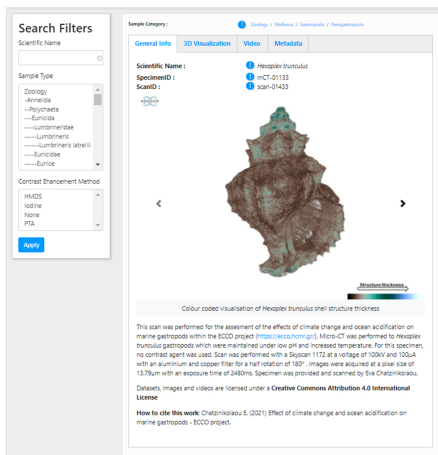 Search Filters
Scientific Name
Sample Type
Zoology
-Annelida
--Polychaeta
---Eunicida
----Lumbrineridae
-----Lumbrineris
------Lumbrineris latreilli
----Eunicidae
-----Eunice
Contrast Enhancement Method
HMDS
Iodine
None
PTA
Apply
Sample Category :
Zoology / Mollusca / Gastropoda / Neogastropoda
General Info 3D Visualization Video Metadata
Scientific Name : Hexaplex trunculus
SpecimenID : mCT-01133
ScanID : scan-01433
Structure thickness
Colour coded visualisation of Hexaplex trunculus shell structure thickness
This scan was performed for the assesment of the effects of climate change and ocean acidification on
marine gastropods within the ECCO project (https://ecco.hcmr.gr/). Micro-CT was performed to Hexaplex
trunculus gastropods which were maintained under low pH and increased temperature. For this specimen,
no contrast agent was used. Scan was performed with a Skyscan 1172 at a voltage of 100kV and 100μA
with an aluminium and copper filter for a half rotation of 180° . Images were acquired at a pixel size of
13.79μm with an exposure time of 2480ms. Specimen was provided and scanned by Eva Chatzinikolaou.
Datasets, images and videos are licensed under a Creative Commons Attribution 4.0 International
License
How to cite this work: Chatzinikolaou E. (2021) Effect of climate change and ocean acidification on
marine gastropods - ECCO project.